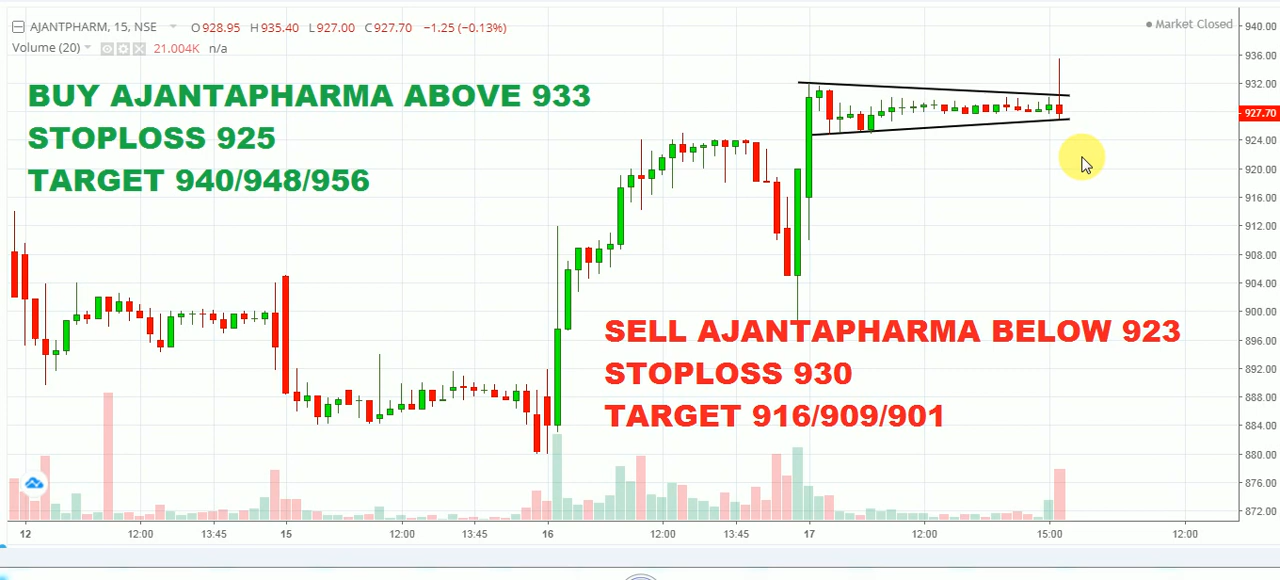 AJANTPHARM, 15, NSE O928.95 H935.40 L927.00 C927.70 −1.25 (−0.13%)
Market Closed
Volume (20) 21.004K n/a
BUY AJANTAPHARMA ABOVE 933
STOPLOSS 925
TARGET 940/948/956
SELL AJANTAPHARMA BELOW 923
STOPLOSS 930
TARGET 916/909/901
940.00
936.00
932.00
927.70
924.00
920.00
916.00
912.00
908.00
904.00
900.00
896.00
892.00
888.00
884.00
880.00
876.00
872.00
12 12:00 13:45 15 12:00 13:45 16 12:00 13:45 17 12:00 15:00 12:00